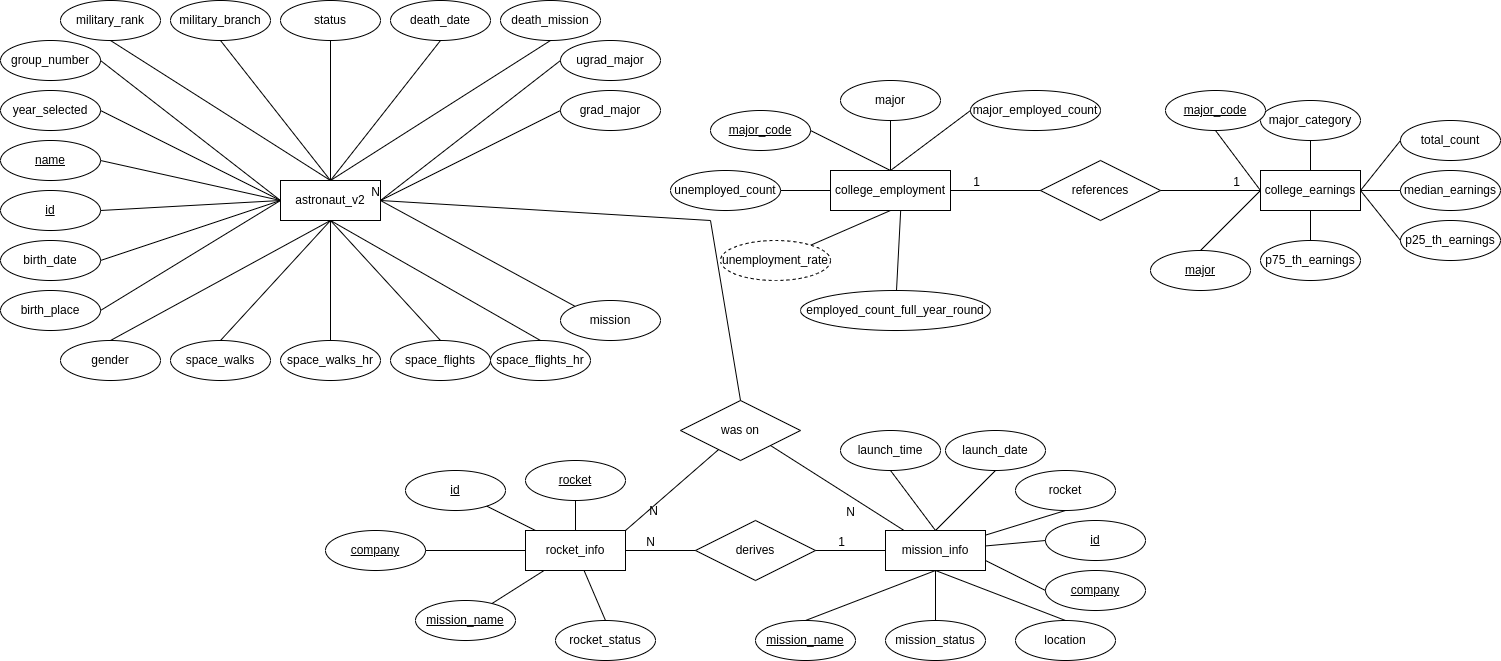 military_rank
military_branch
status
death_date
death_mission
group_number
ugrad_major
year_selected
grad_major
name
id
birth_date
birth_place
astronaut_v2
N
gender
space_walks
space_walks_hr
space_flights
space_flights_hr
mission
major
major_code
major_employed_count
unemployed_count
college_employment
unemployment_rate
employed_count_full_year_round
1
references
1
major_code
major_category
total_count
college_earnings
median_earnings
p25_th_earnings
major
p75_th_earnings
was on
N
N
id
rocket
company
rocket_info
mission_name
rocket_status
N
derives
1
launch_time
launch_date
rocket
id
mission_info
company
mission_name
mission_status
location